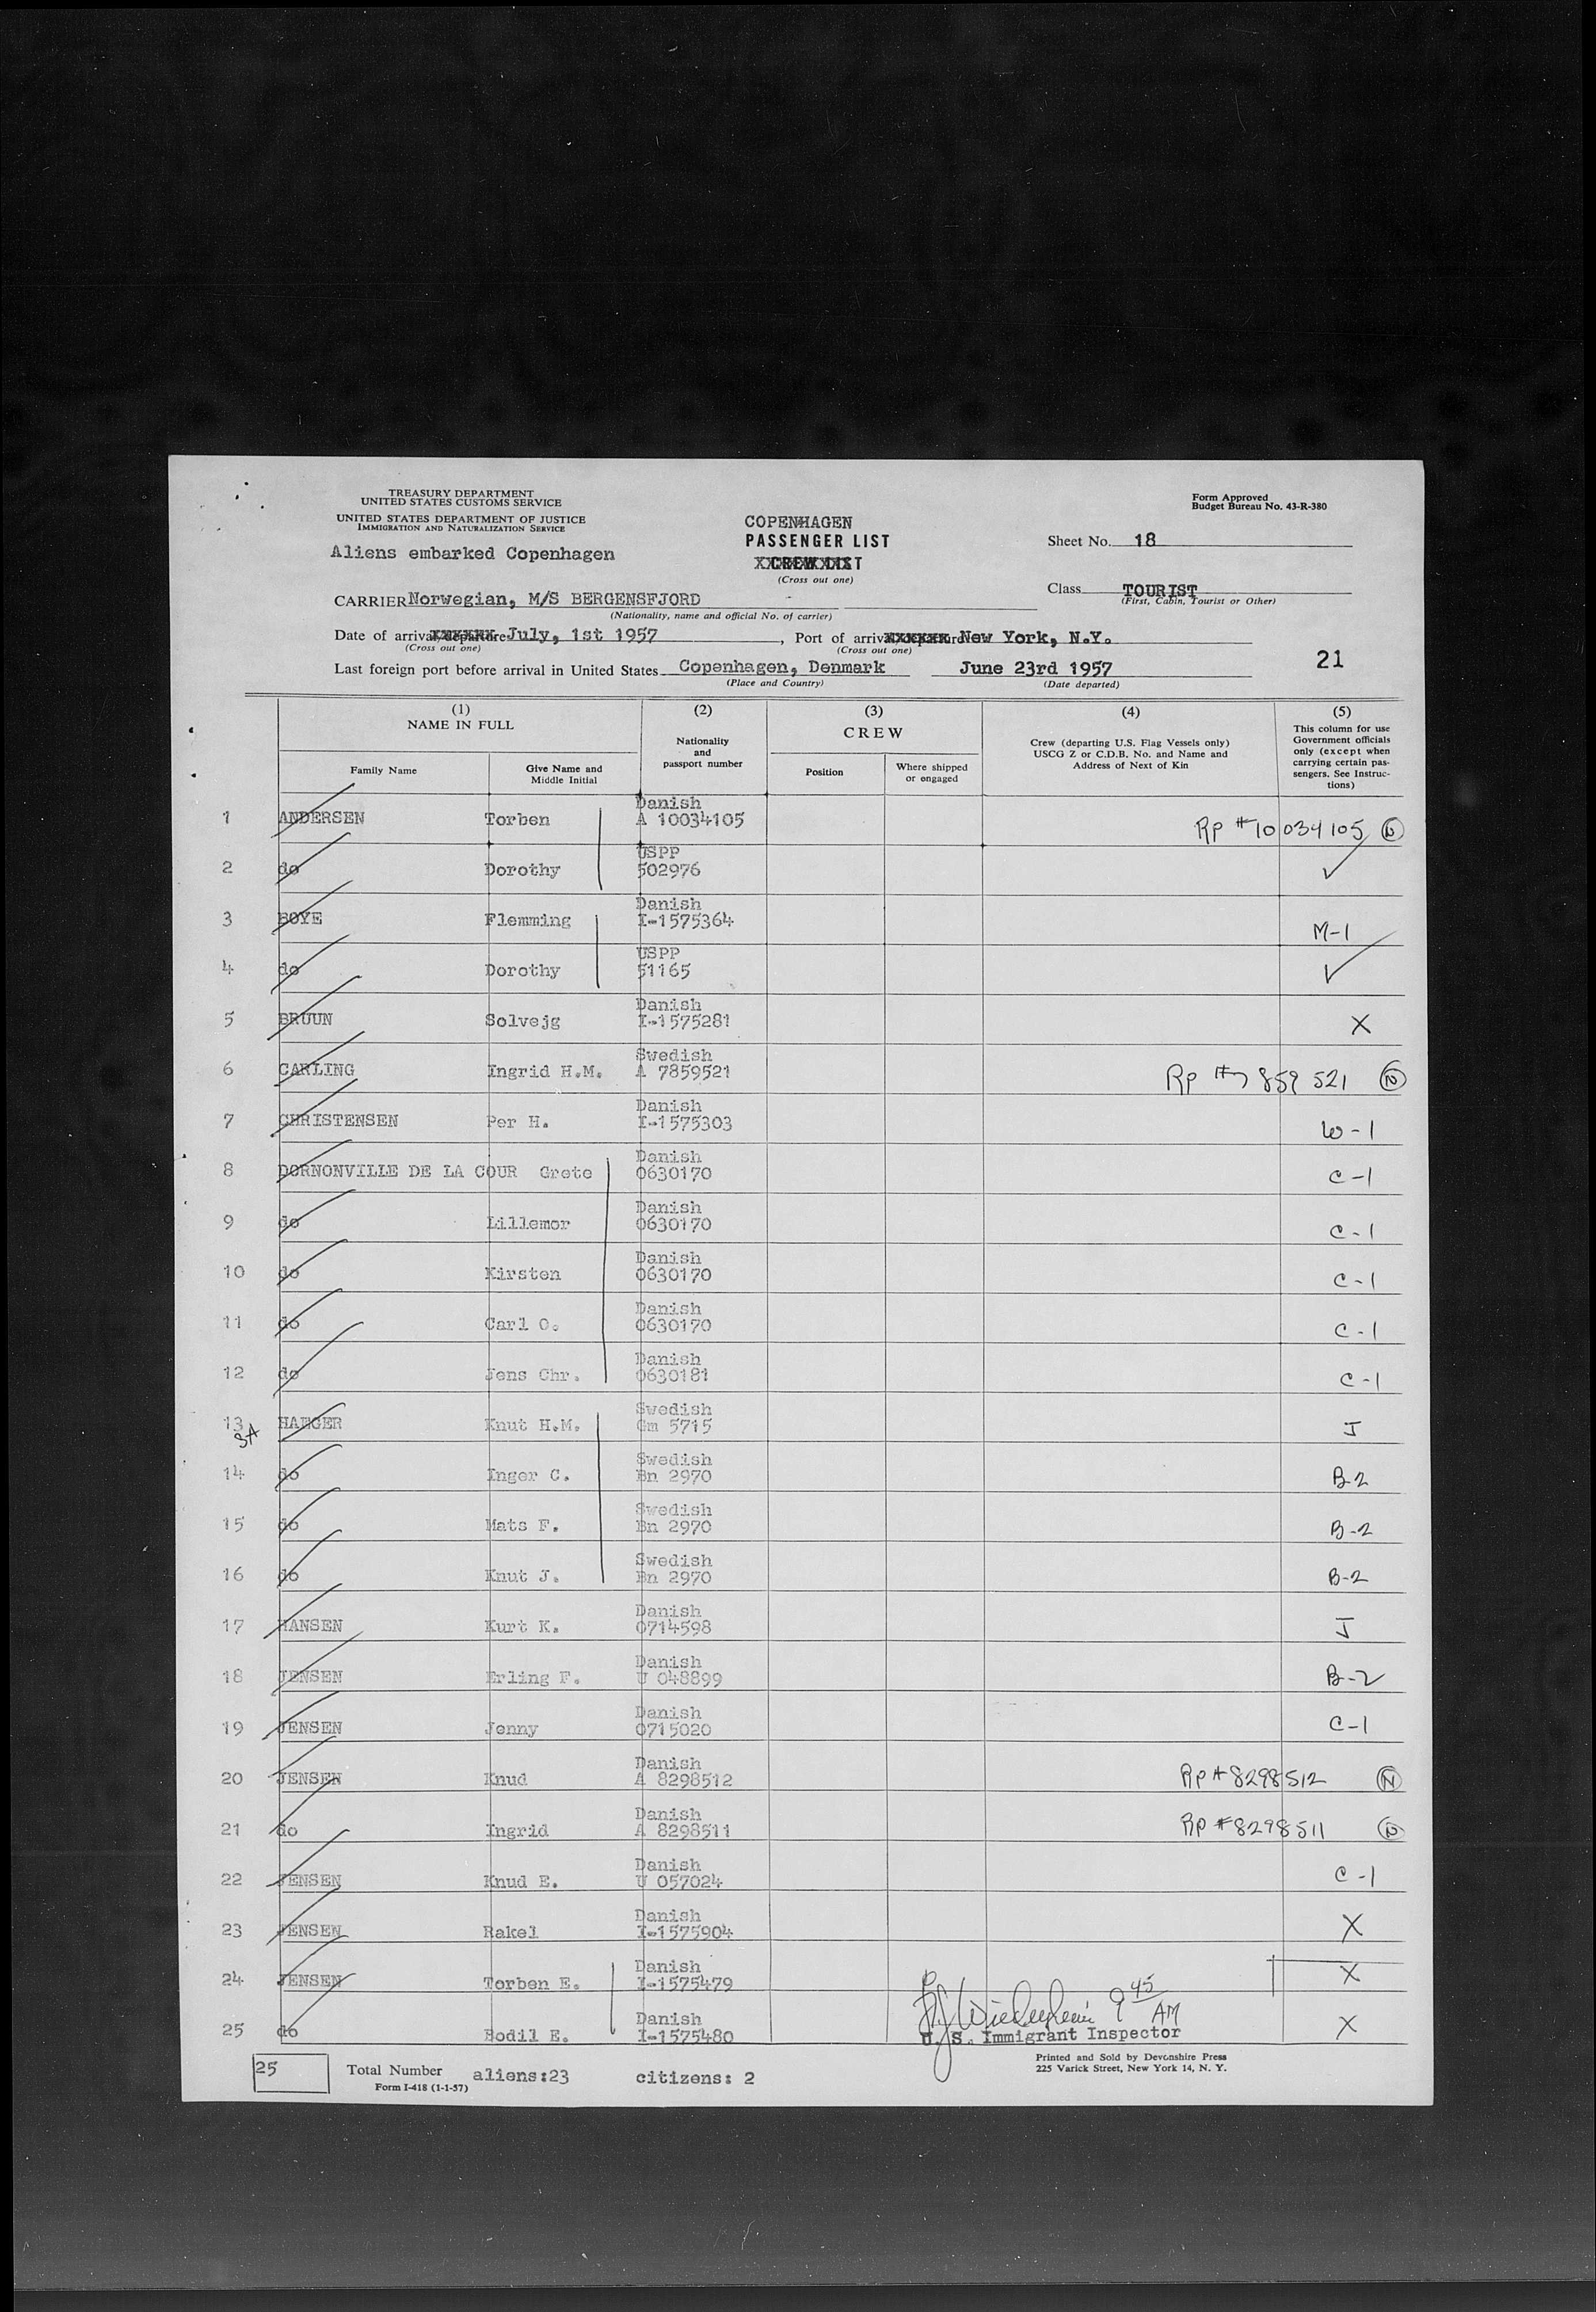 TREASURY DEPARTMENT
UNITED STATES CUSTOMS SERVICE
UNITED STATES DEPARTMENT OF JUSTICE
IMMIGRATION AND NATURALIZATION SERVICE
Aliens embarked Copenhagen
COPENHAGEN
PASSENGER LIST
CREW LIST
(Cross out one)
Form Approved
Budget Bureau No. 43-R-380
Sheet No. 18
Class TOURIST
(First, Cabin, Tourist or Other)
CARRIER Norwegian, M/S BERGENSFJORD
(Nationality, name and official No. of carrier)
Date of arrival July, 1st 1957, Port of arrival New York, N.Y.
(Cross out one) (Cross out one)
21
Last foreign port before arrival in United States Copenhagen, Denmark June 23rd 1957
(Place and Country) (Date departed)
(1) NAME IN FULL
Family Name
Give Name and Middle Initial
(2) Nationality and passport number
(3) CREW
Position
Where shipped or engaged
(4) Crew (departing U.S. Flag Vessels only) USCG Z or C.D.B. No. and Name and Address of Next of Kin
(5) This column for use Government officials only (except when carrying certain passengers. See Instructions)
1 ANDERSEN Torben Danish A 10034105 Rp #10034105 N
2 do Dorothy USPP 502976 ✓
3 BOYE Flemming Danish I-1575364 M-1
4 do Dorothy USPP 51165 ✓
5 BRUUN Solvejg Danish I-1575281 X
6 CARLING Ingrid H.M. Swedish A 7859521 Rp #7859521 N
7 CHRISTENSEN Per H. Danish I-1575303 W-1
8 DORNONVILLE DE LA COUR Grete Danish 0630170 C-1
9 do Lillemor Danish 0630170 C-1
10 do Kirsten Danish 0630170 C-1
11 do Carl O. Danish 0630170 C-1
12 do Jens Chr. Danish 0630181 C-1
13 HAEGER Knut H.M. Swedish Gm 5715 J
14 do Inger C. Swedish Bn 2970 B-2
15 do Mats F. Swedish Bn 2970 B-2
16 do Knut J. Swedish Bn 2970 B-2
17 HANSEN Kurt K. Danish 0714598 J
18 JENSEN Erling F. Danish U 048899 B-2
19 JENSEN Jenny Danish 0715020 C-1
20 JENSEN Knud Danish A 8298512 Rp #8298512 N
21 do Ingrid Danish A 8298511 Rp #8298511 N
22 JENSEN Knud E. Danish U 057024 C-1
23 JENSEN Rakel Danish I-1575904 X
24 JENSEN Torben E. Danish I-1575479 X
25 do Bodil E. Danish I-1575480 X
9 45 AM
U. S. Immigrant Inspector
Printed and Sold by Devonshire Press
225 Varick Street, New York 14, N. Y.
25 Total Number aliens:23 citizens: 2
Form I-418 (1-1-57)